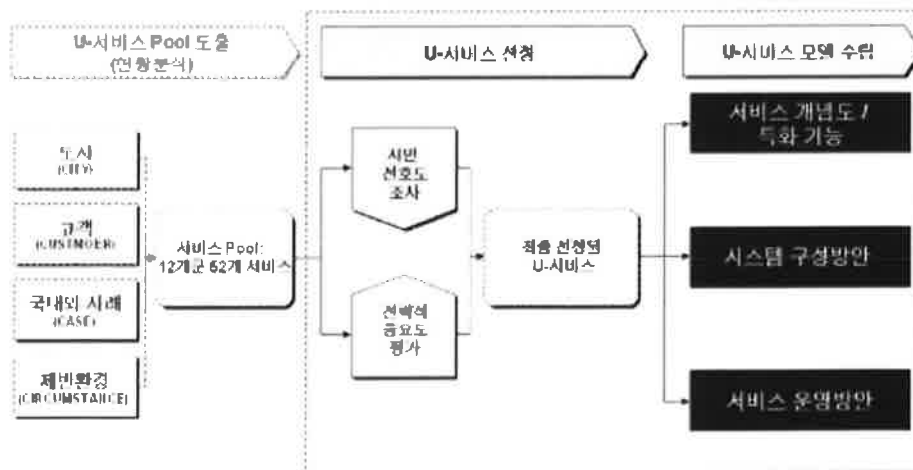 U-서비스 Pool 도출
(현황분석)
U-서비스 선정
U-서비스 모델 수립
도시
(CITY)
고객
(CUSTMOER)
국내외 사례
(CASE)
제반환경
(CIRCUMSTANCE)
서비스 Pool:
12개군 62개 서비스
시민
선호도
조사
전략적
중요도
평가
최종 선정된
U-서비스
서비스 개념도 /
특화 기능
시스템 구성방안
서비스 운영방안